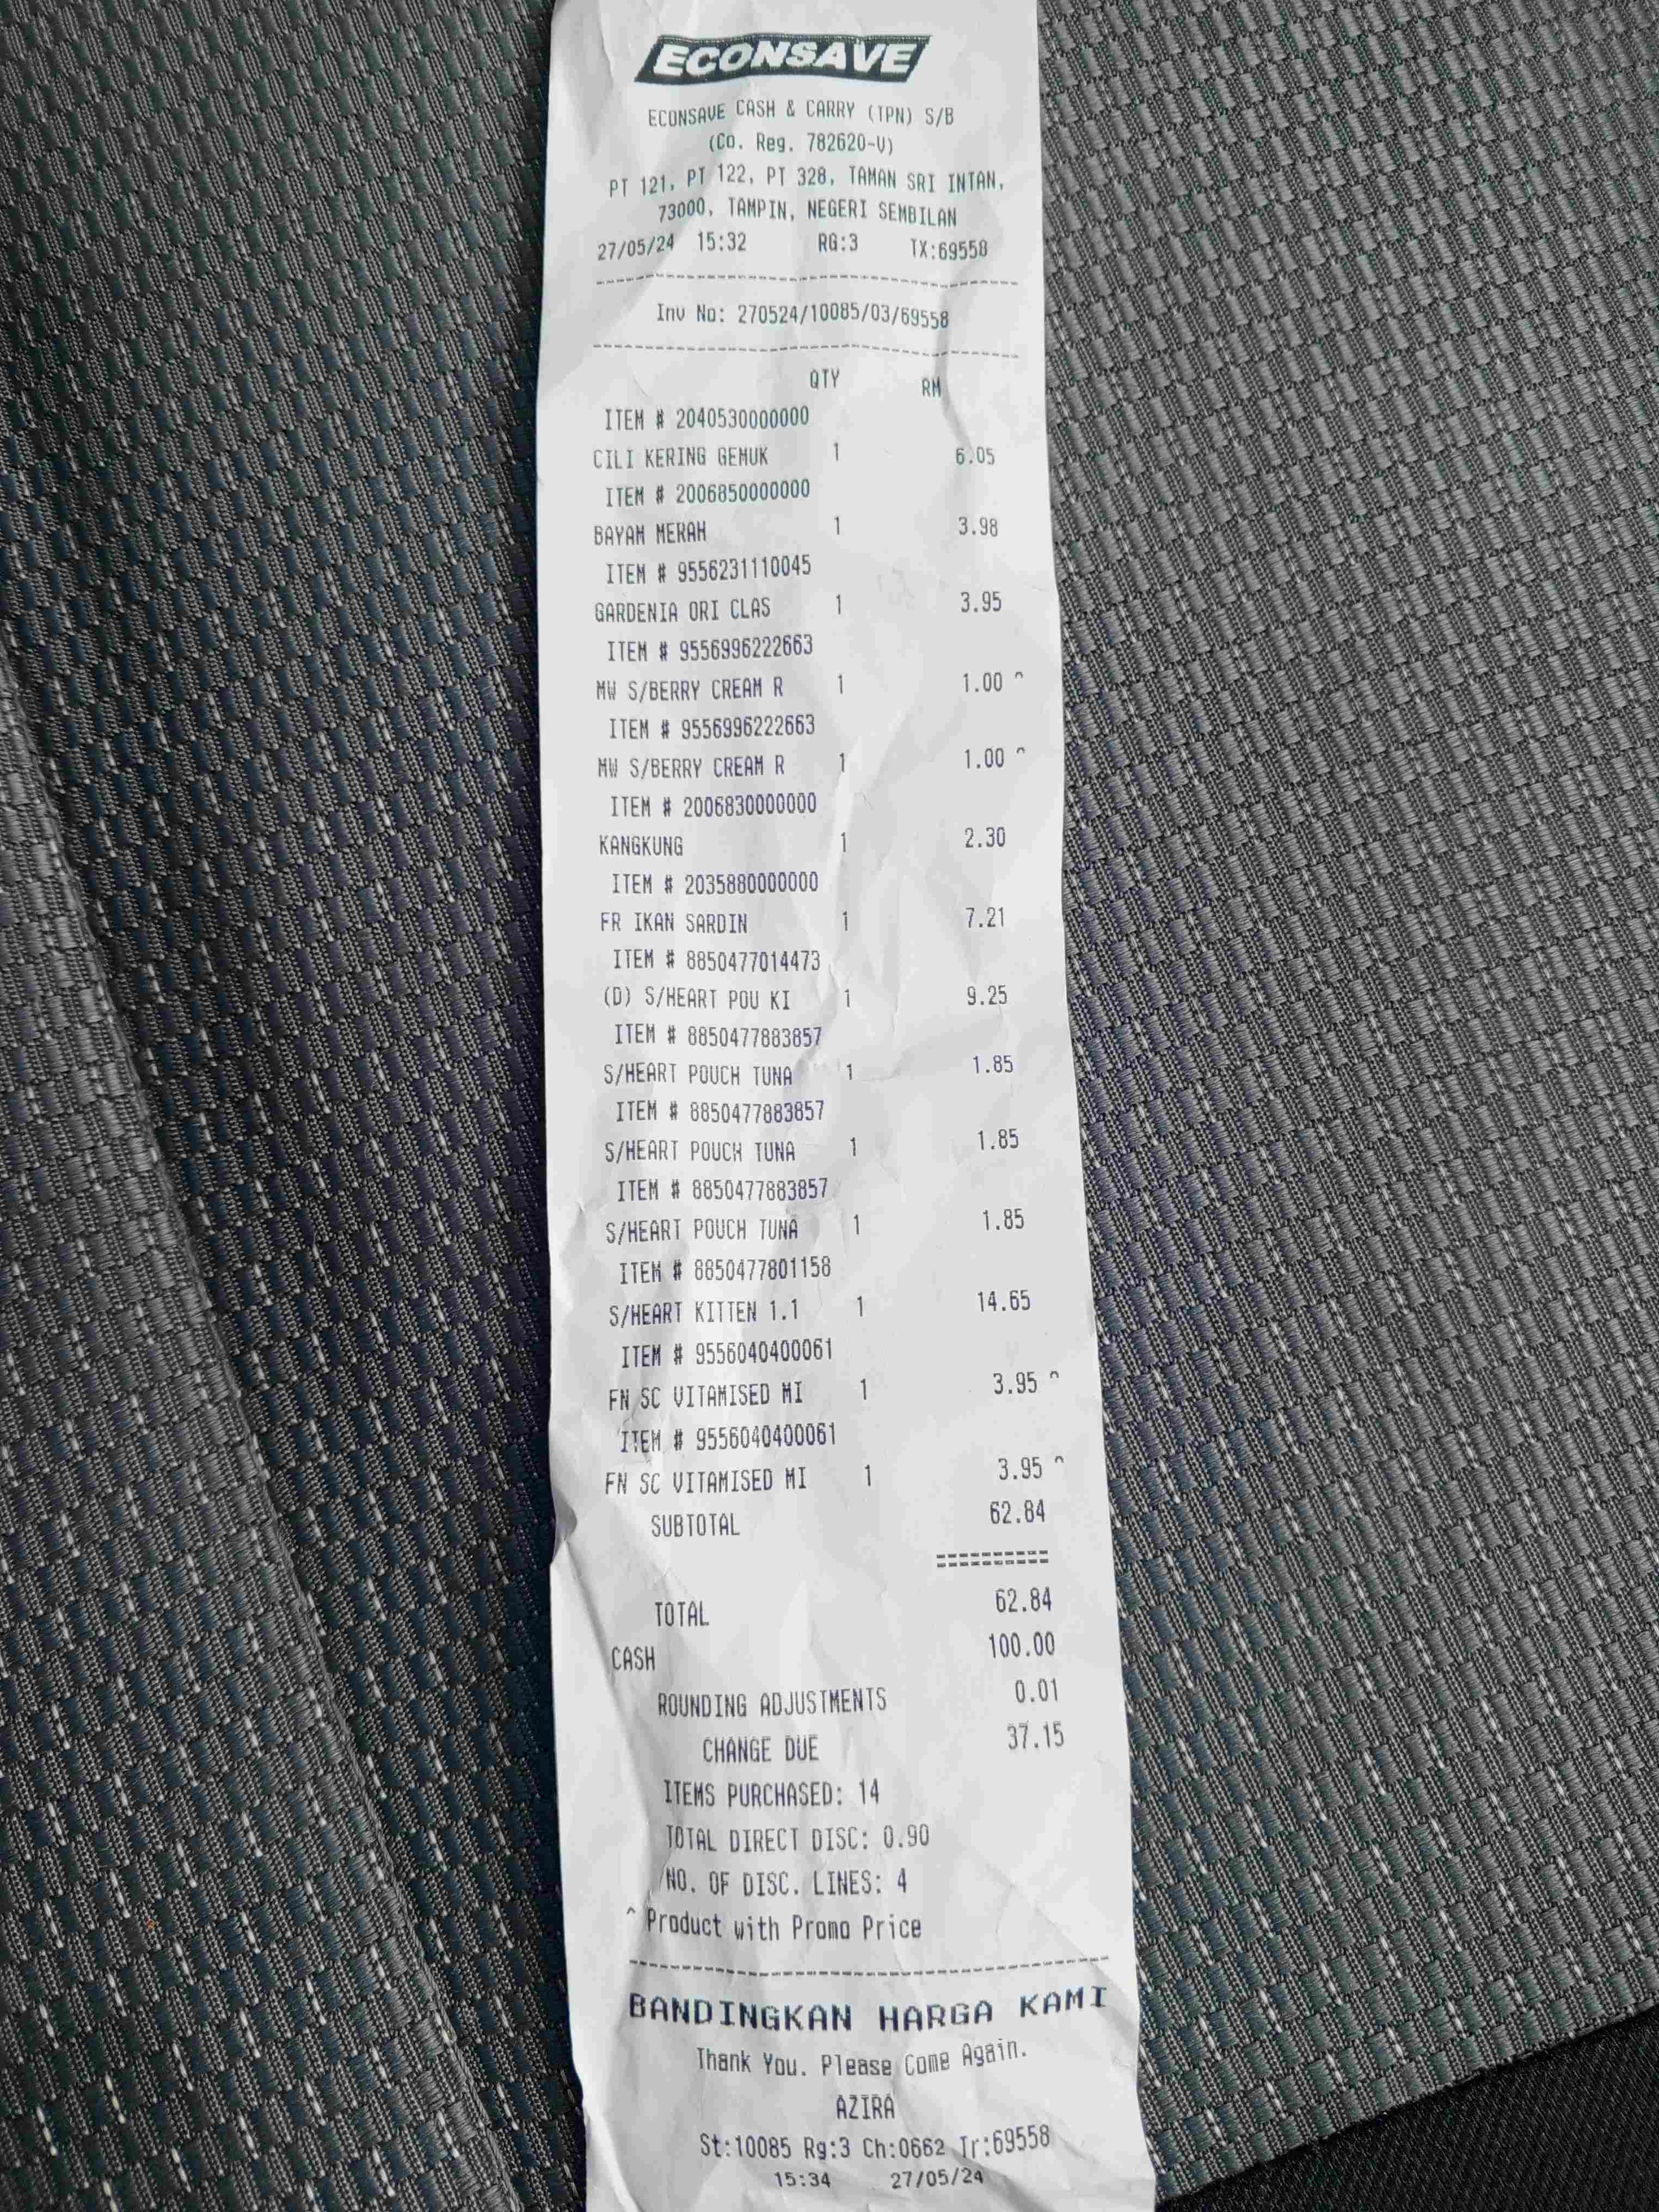 ECONSAVE
ECONSAVE CASH & CARRY (TPN) S/B
(Co. Reg. 782620-V)
PT 121, PT 122, PT 328, TAMAN SRI INTAN,
73000, TAMPIN, NEGERI SEMBILAN
27/05/24 15:32 RG:3 TX:69558
Inv No: 270524/10085/03/69558
QTY RM
ITEM # 2040530000000
CILI KERING GEMUK 1 6.05
ITEM # 2006850000000
BAYAM MERAH 1 3.98
ITEM # 9556231110045
GARDENIA ORI CLAS 1 3.95
ITEM # 9556996222663
MW S/BERRY CREAM R 1 1.00 ^
ITEM # 9556996222663
MW S/BERRY CREAM R 1 1.00 ^
ITEM # 2006830000000
KANGKUNG 1 2.30
ITEM # 2035880000000
FR IKAN SARDIN 1 7.21
ITEM # 8850477014473
(D) S/HEART POU KI 1 9.25
ITEM # 8850477883857
S/HEART POUCH TUNA 1 1.85
ITEM # 8850477883857
S/HEART POUCH TUNA 1 1.85
ITEM # 8850477883857
S/HEART POUCH TUNA 1 1.85
ITEM # 8850477801158
S/HEART KITTEN 1.1 1 14.65
ITEM # 9556040400061
FN SC VITAMISED MI 1 3.95 ^
ITEM # 9556040400061
FN SC VITAMISED MI 1 3.95 ^
SUBTOTAL 62.84
==========
TOTAL 62.84
CASH 100.00
ROUNDING ADJUSTMENTS 0.01
CHANGE DUE 37.15
ITEMS PURCHASED: 14
TOTAL DIRECT DISC: 0.90
NO. OF DISC. LINES: 4
^ Product with Promo Price
BANDINGKAN HARGA KAMI
Thank You. Please Come Again.
AZIRA
St:10085 Rg:3 Ch:0662 Tr:69558
15:34 27/05/24